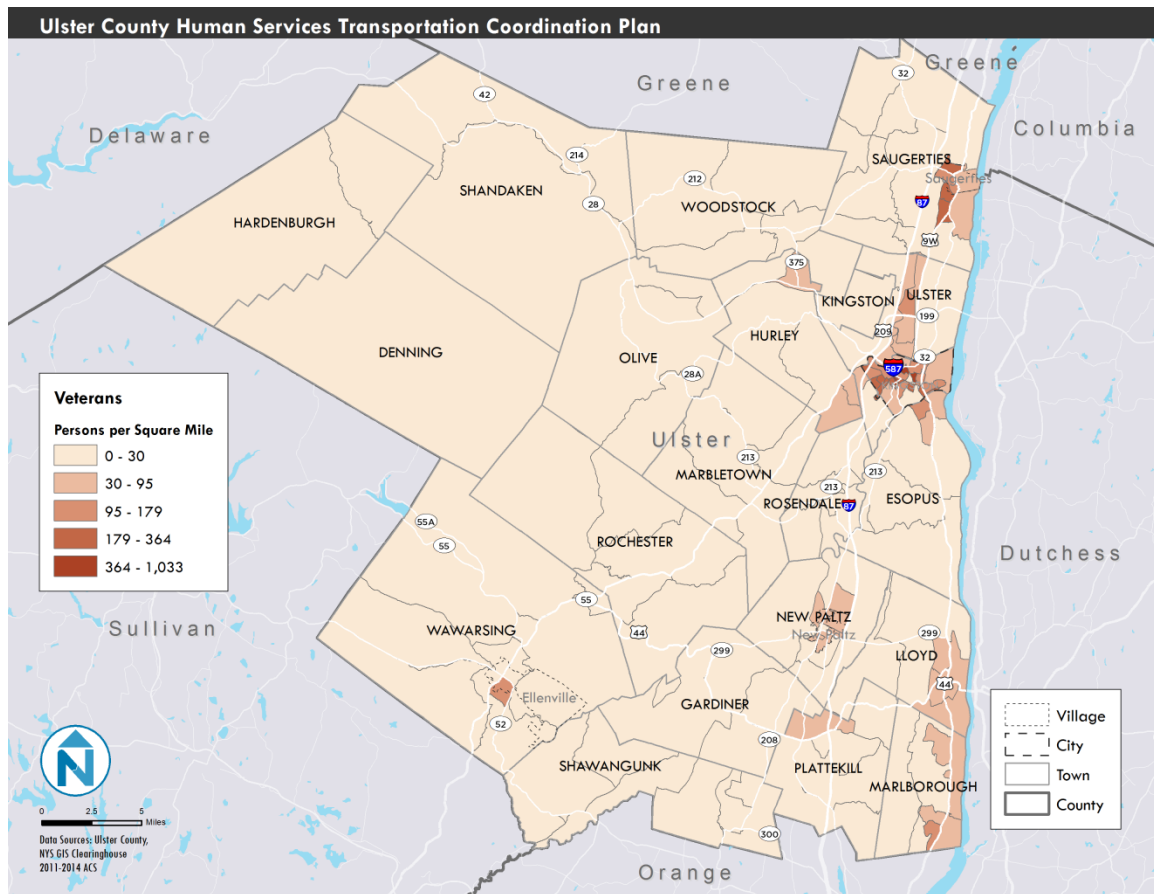 Ulster County Human Services Transportation Coordination Plan
Greene
Greene
Delaware
Columbia
32
42
SAUGERTIES
Saugerties
214
SHANDAKEN
212
28
WOODSTOCK
87
HARDENBURGH
9W
375
KINGSTON
ULSTER
199
209
HURLEY
DENNING
OLIVE
32
587
28A
Veterans
Persons per Square Mile
0 - 30
30 - 95
95 - 179
179 - 364
364 - 1,033
Ulster
213
MARBLETOWN
213
213
ROSENDALE
87
ESOPUS
55A
55
ROCHESTER
Dutchess
55
Sullivan
WAWARSING
44
NEW PALTZ
New Paltz
299
299
LLOYD
44
Ellenville
GARDINER
52
208
SHAWANGUNK
PLATTEKILL
MARLBOROUGH
300
Orange
Village
City
Town
County
N
0 2.5 5
Miles
Data Sources: Ulster County,
NYS GIS Clearinghouse
2011-2014 ACS